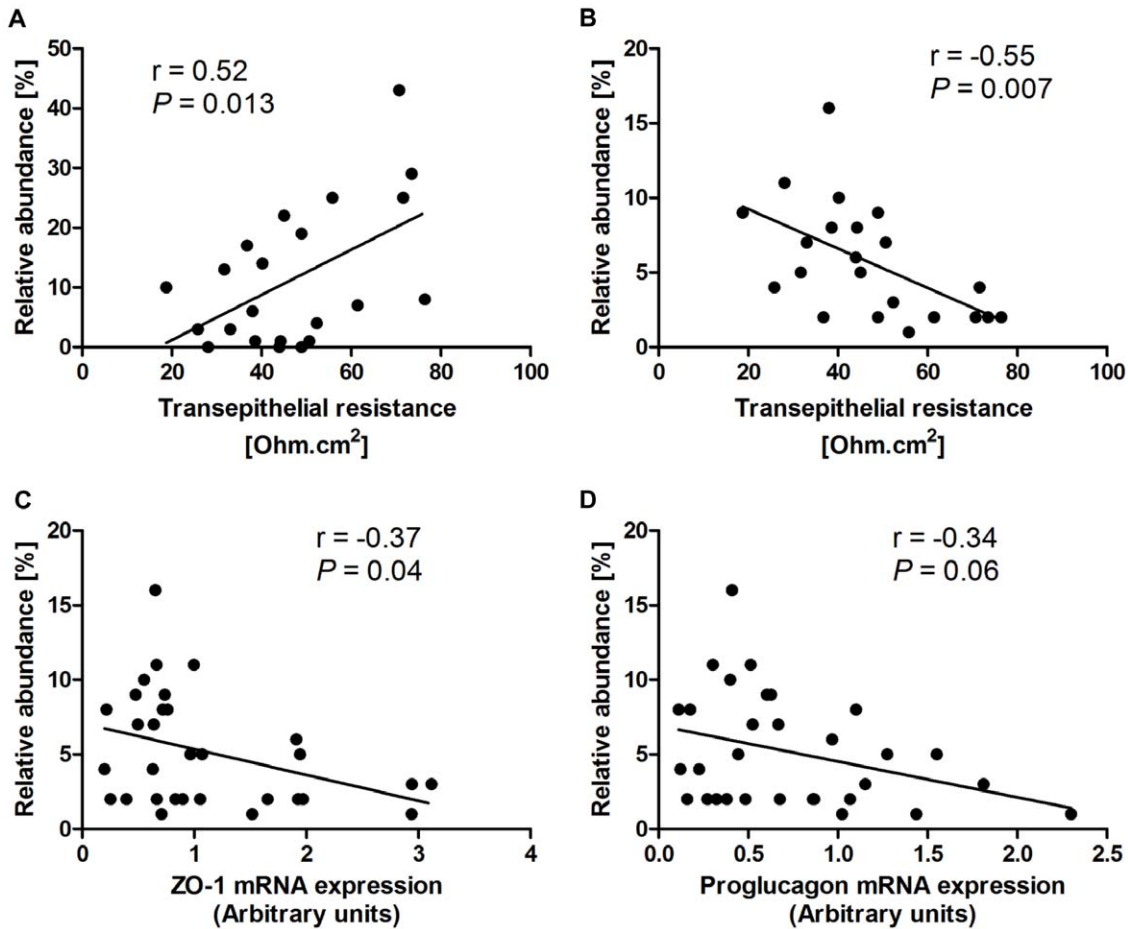 A
r = 0.52
P = 0.013
Relative abundance [%]
50
40
30
20
10
0
0 20 40 60 80 100
Transepithelial resistance
[Ohm.cm²]
B
r = -0.55
P = 0.007
Relative abundance [%]
20
15
10
5
0
0 20 40 60 80 100
Transepithelial resistance
[Ohm.cm²]
C
r = -0.37
P = 0.04
Relative abundance [%]
20
15
10
5
0
0 1 2 3 4
ZO-1 mRNA expression
(Arbitrary units)
D
r = -0.34
P = 0.06
Relative abundance [%]
20
15
10
5
0
0.0 0.5 1.0 1.5 2.0 2.5
Proglucagon mRNA expression
(Arbitrary units)